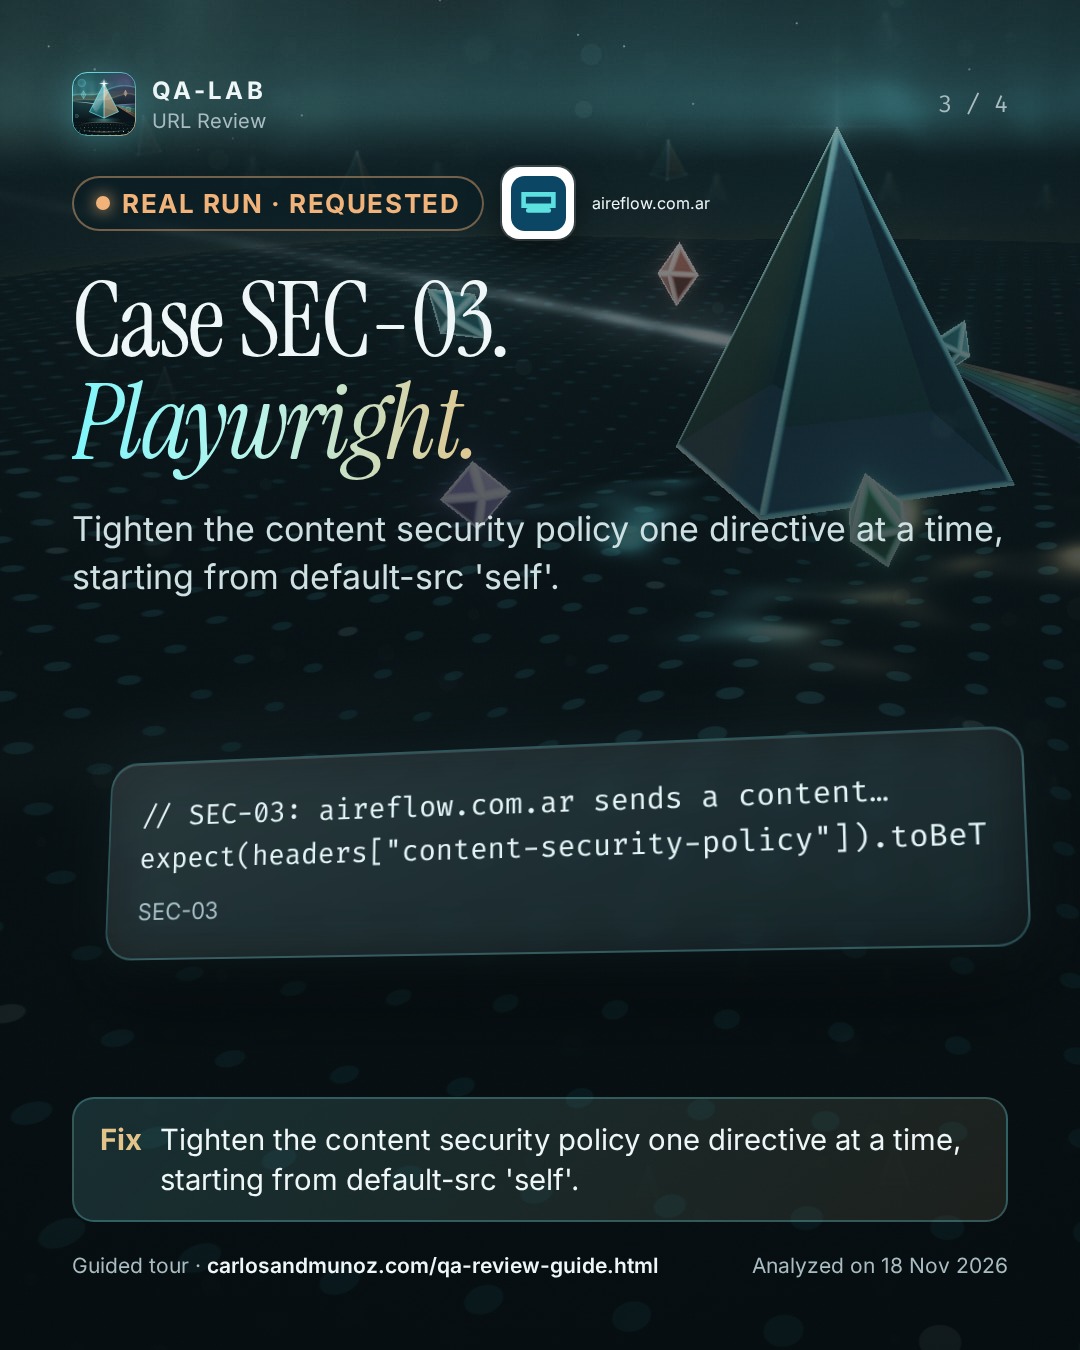 QA-LAB
URL Review
3 / 4
REAL RUN · REQUESTED
aireflow.com.ar
Case SEC-03.
Playwright.
Tighten the content security policy one directive at a time,
starting from default-src 'self'.
// SEC-03: aireflow.com.ar sends a content…
expect(headers["content-security-policy"]).toBeT
SEC-03
Fix Tighten the content security policy one directive at a time,
starting from default-src 'self'.
Guided tour · carlosandmunoz.com/qa-review-guide.html
Analyzed on 18 Nov 2026